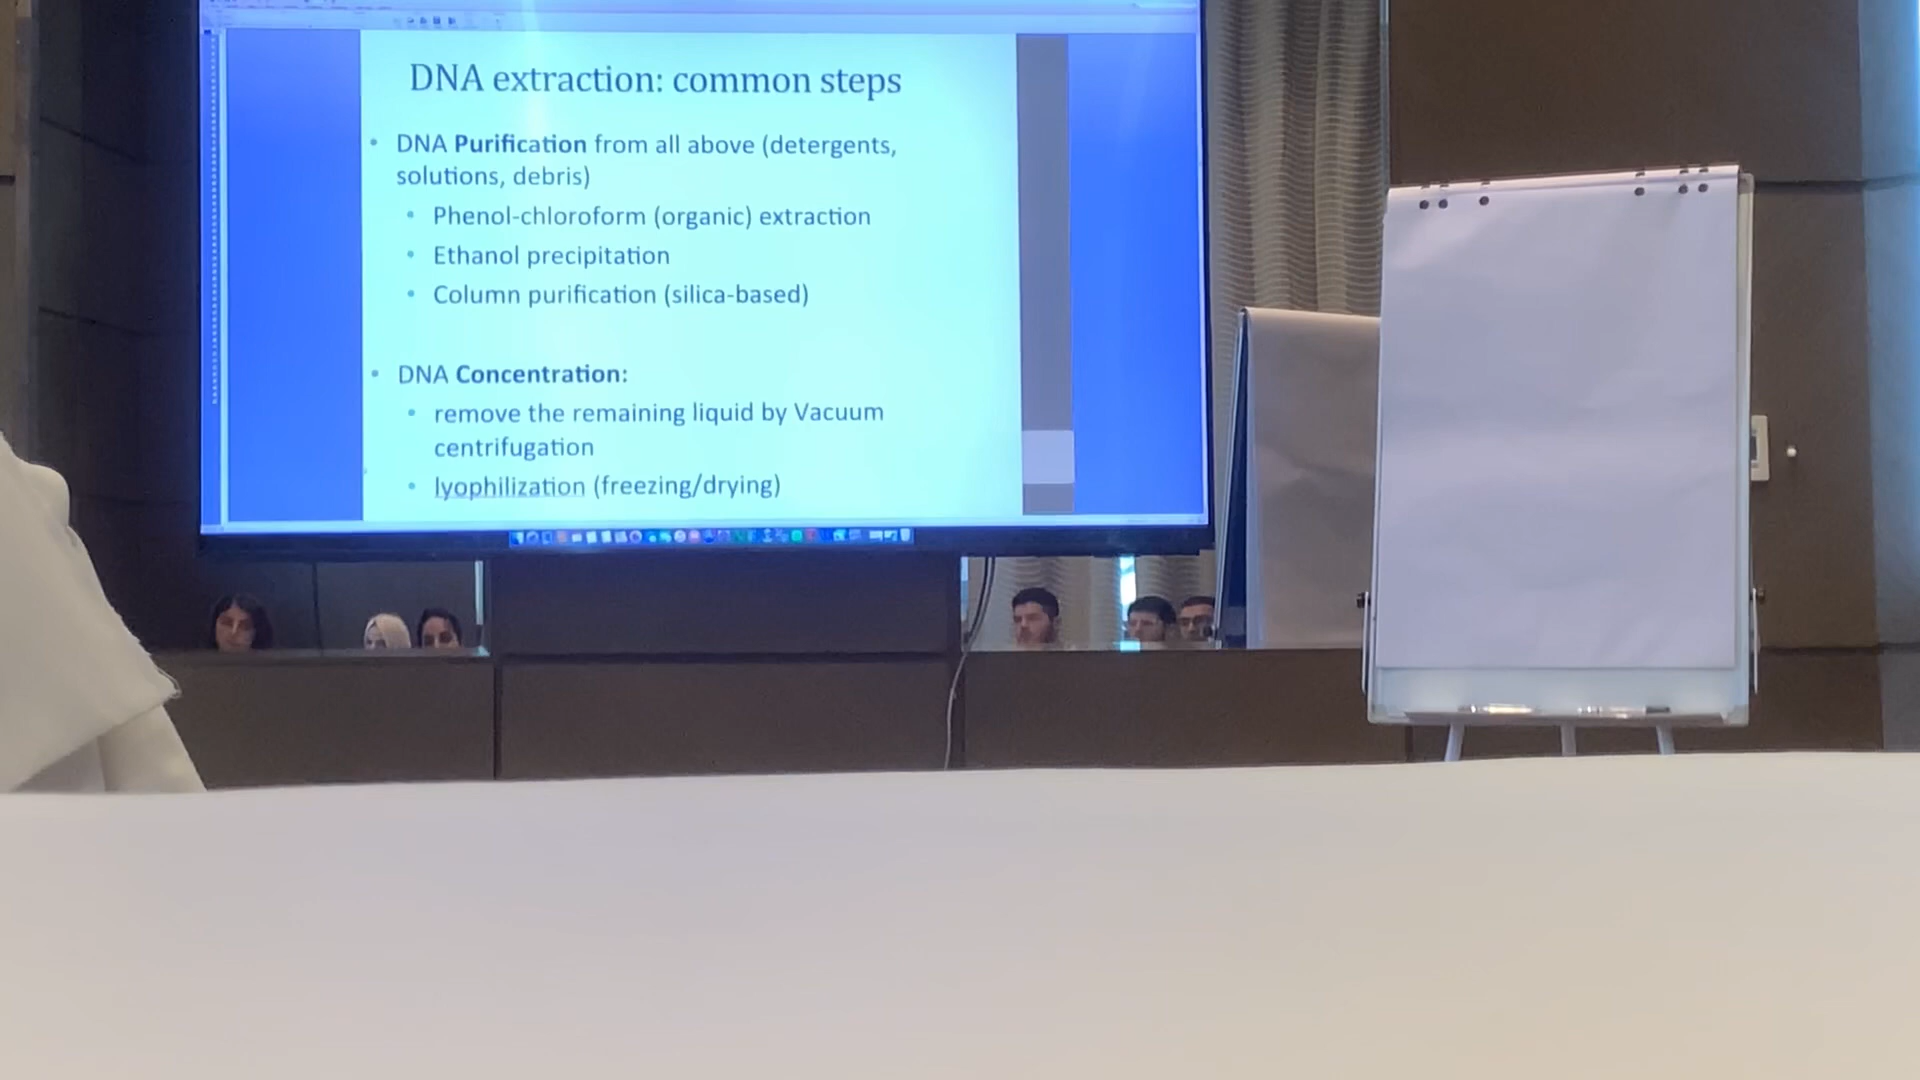 DNA extraction: common steps
• DNA Purification from all above (detergents,
solutions, debris)
• Phenol-chloroform (organic) extraction
• Ethanol precipitation
• Column purification (silica-based)
• DNA Concentration:
• remove the remaining liquid by Vacuum
centrifugation
• lyophilization (freezing/drying)